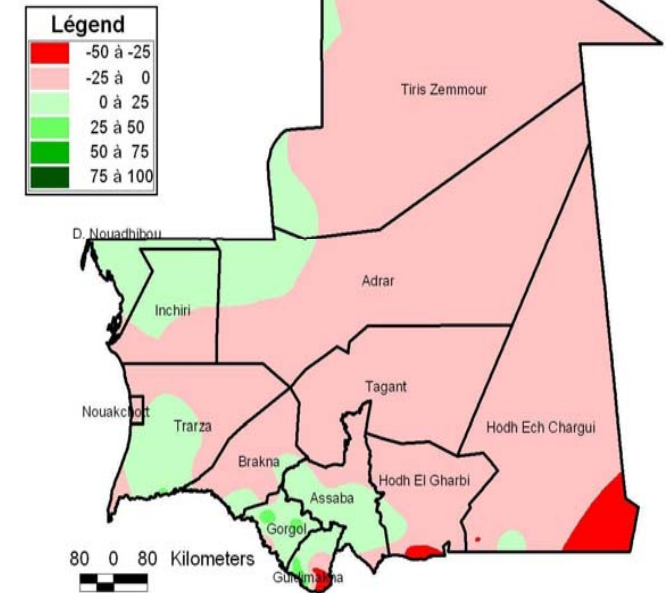 Légend
-50 à -25
-25 à 0
0 à 25
25 à 50
50 à 75
75 à 100
Tiris Zemmour
D. Nouadhibou
Adrar
Inchiri
Tagant
Nouakchott
Trarza
Hodh Ech Chargui
Brakna
Hodh El Gharbi
Assaba
Gorgol
80 0 80 Kilometers
Guidimakha